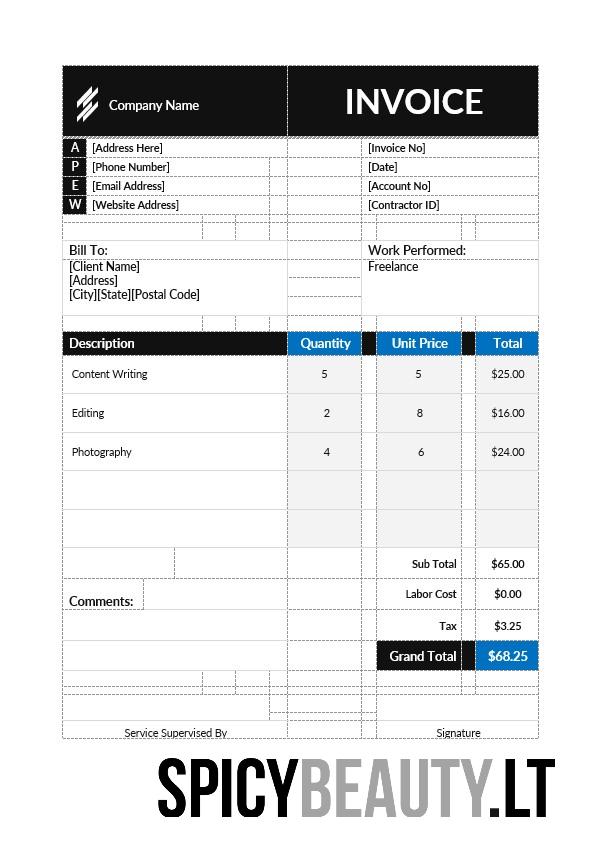 Company Name INVOICE
A [Address Here] [Invoice No]
P [Phone Number] [Date]
E [Email Address] [Account No]
W [Website Address] [Contractor ID]
Bill To: Work Performed:
[Client Name] Freelance
[Address]
[City][State][Postal Code]
Description Quantity Unit Price Total
Content Writing 5 5 $25.00
Editing 2 8 $16.00
Photography 4 6 $24.00
Sub Total $65.00
Labor Cost $0.00
Comments:
Tax $3.25
Grand Total $68.25
Service Supervised By Signature
SPICYBEAUTY.LT